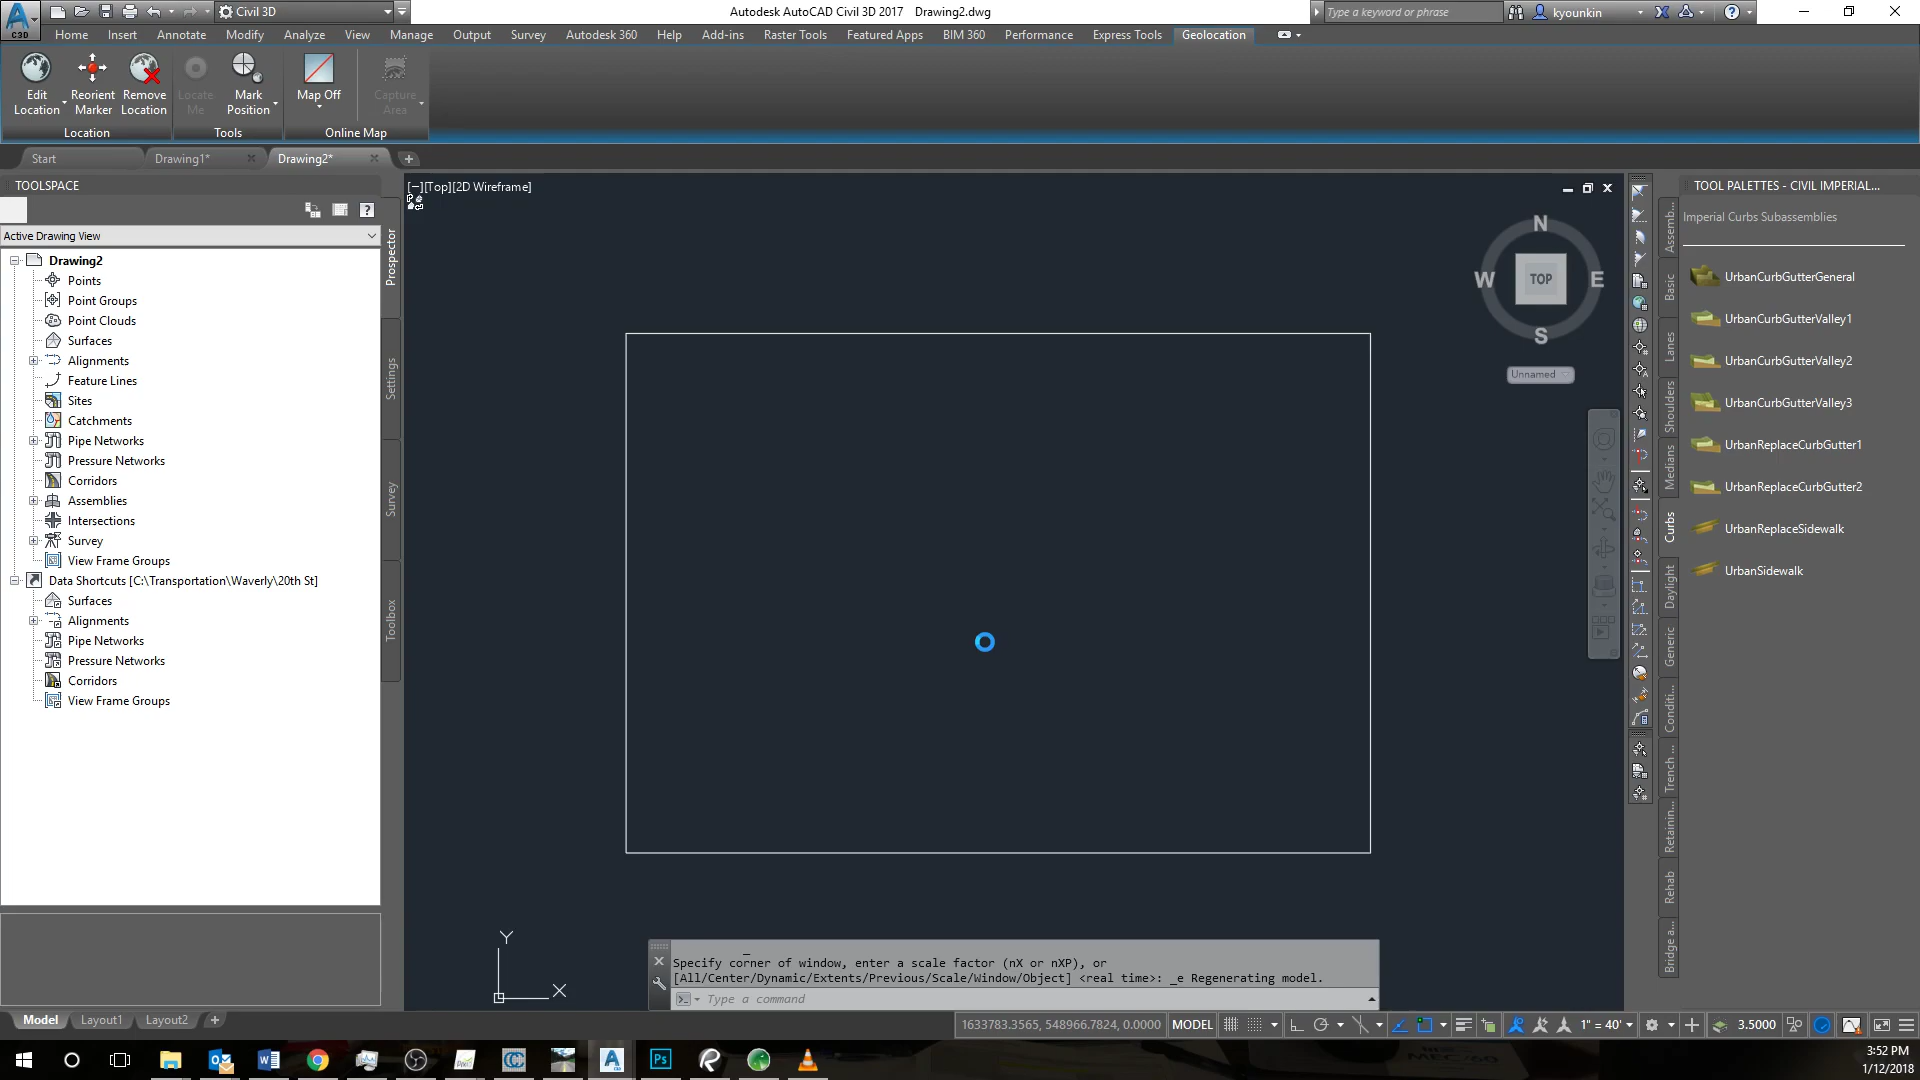 Civil 3D
Autodesk AutoCAD Civil 3D 2017 Drawing2.dwg
Type a keyword or phrase
kyounkin
C3D
Home Insert Annotate Modify Analyze View Manage Output Survey Autodesk 360 Help Add-ins Raster Tools Featured Apps BIM 360 Performance Express Tools Geolocation
Edit Location
Reorient Marker
Remove Location
Locate Me
Mark Position
Map Off
Capture Area
Location Tools Online Map
Start Drawing1* Drawing2*
TOOLSPACE
Active Drawing View
Drawing2
Points
Point Groups
Point Clouds
Surfaces
Alignments
Feature Lines
Sites
Catchments
Pipe Networks
Pressure Networks
Corridors
Assemblies
Intersections
Survey
View Frame Groups
Data Shortcuts [C:\Transportation\Waverly\20th St]
Surfaces
Alignments
Pipe Networks
Pressure Networks
Corridors
View Frame Groups
Prospector
Settings
Survey
Toolbox
[−][Top][2D Wireframe]
N
W TOP E
S
Unnamed
Y
X
Specify corner of window, enter a scale factor (nX or nXP), or
[All/Center/Dynamic/Extents/Previous/Scale/Window/Object] <real time>: _e Regenerating model.
Type a command
TOOL PALETTES - CIVIL IMPERIAL...
Imperial Curbs Subassemblies
UrbanCurbGutterGeneral
UrbanCurbGutterValley1
UrbanCurbGutterValley2
UrbanCurbGutterValley3
UrbanReplaceCurbGutter1
UrbanReplaceCurbGutter2
UrbanReplaceSidewalk
UrbanSidewalk
Assemb...
Basic
Lanes
Shoulders
Medians
Curbs
Daylight
Generic
Conditi...
Trench ...
Retainin...
Rehab
Bridge a...
Model Layout1 Layout2
1633783.3565, 548966.7824, 0.0000 MODEL 1" = 40' 3.5000
3:52 PM
1/12/2018